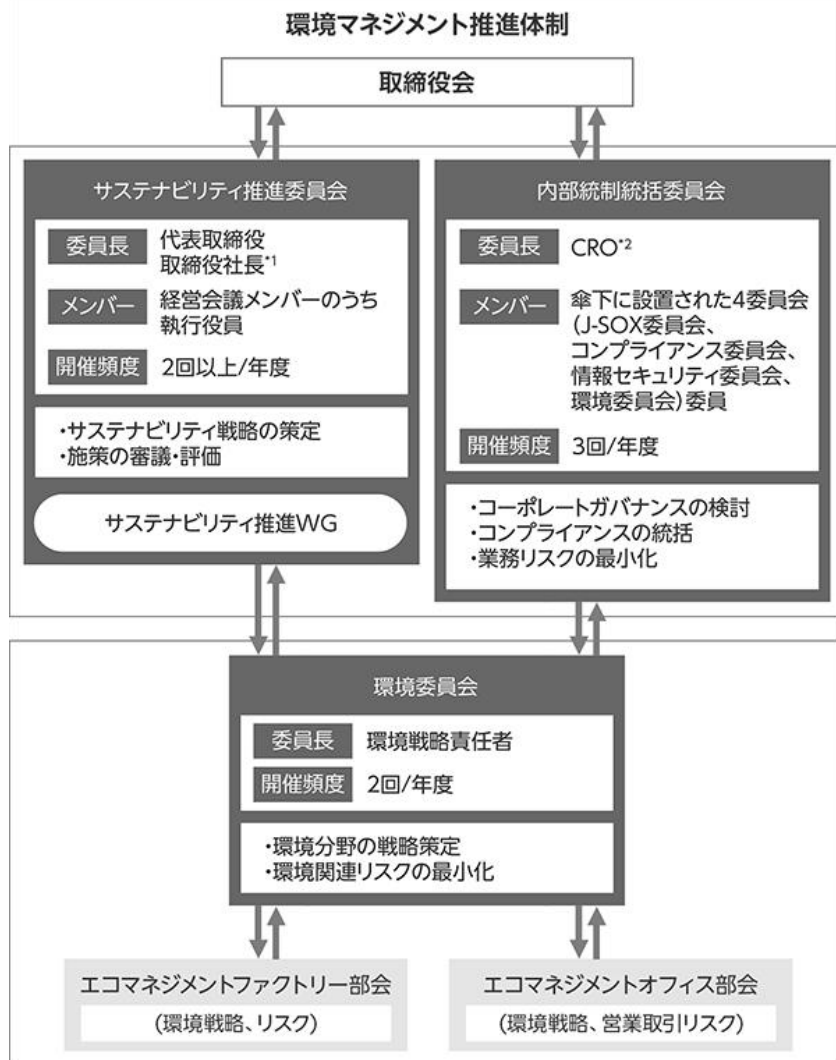 環境マネジメント推進体制
取締役会
サステナビリティ推進委員会
委員長
代表取締役
取締役社長*1
メンバー
経営会議メンバーのうち
執行役員
開催頻度
2回以上/年度
・サステナビリティ戦略の策定
・施策の審議・評価
サステナビリティ推進WG
内部統制統括委員会
委員長
CRO*2
メンバー
傘下に設置された4委員会
(J-SOX委員会、
コンプライアンス委員会、
情報セキュリティ委員会、
環境委員会)委員
開催頻度
3回/年度
・コーポレートガバナンスの検討
・コンプライアンスの統括
・業務リスクの最小化
環境委員会
委員長
環境戦略責任者
開催頻度
2回/年度
・環境分野の戦略策定
・環境関連リスクの最小化
エコマネジメントファクトリー部会
(環境戦略、リスク)
エコマネジメントオフィス部会
(環境戦略、営業取引リスク)